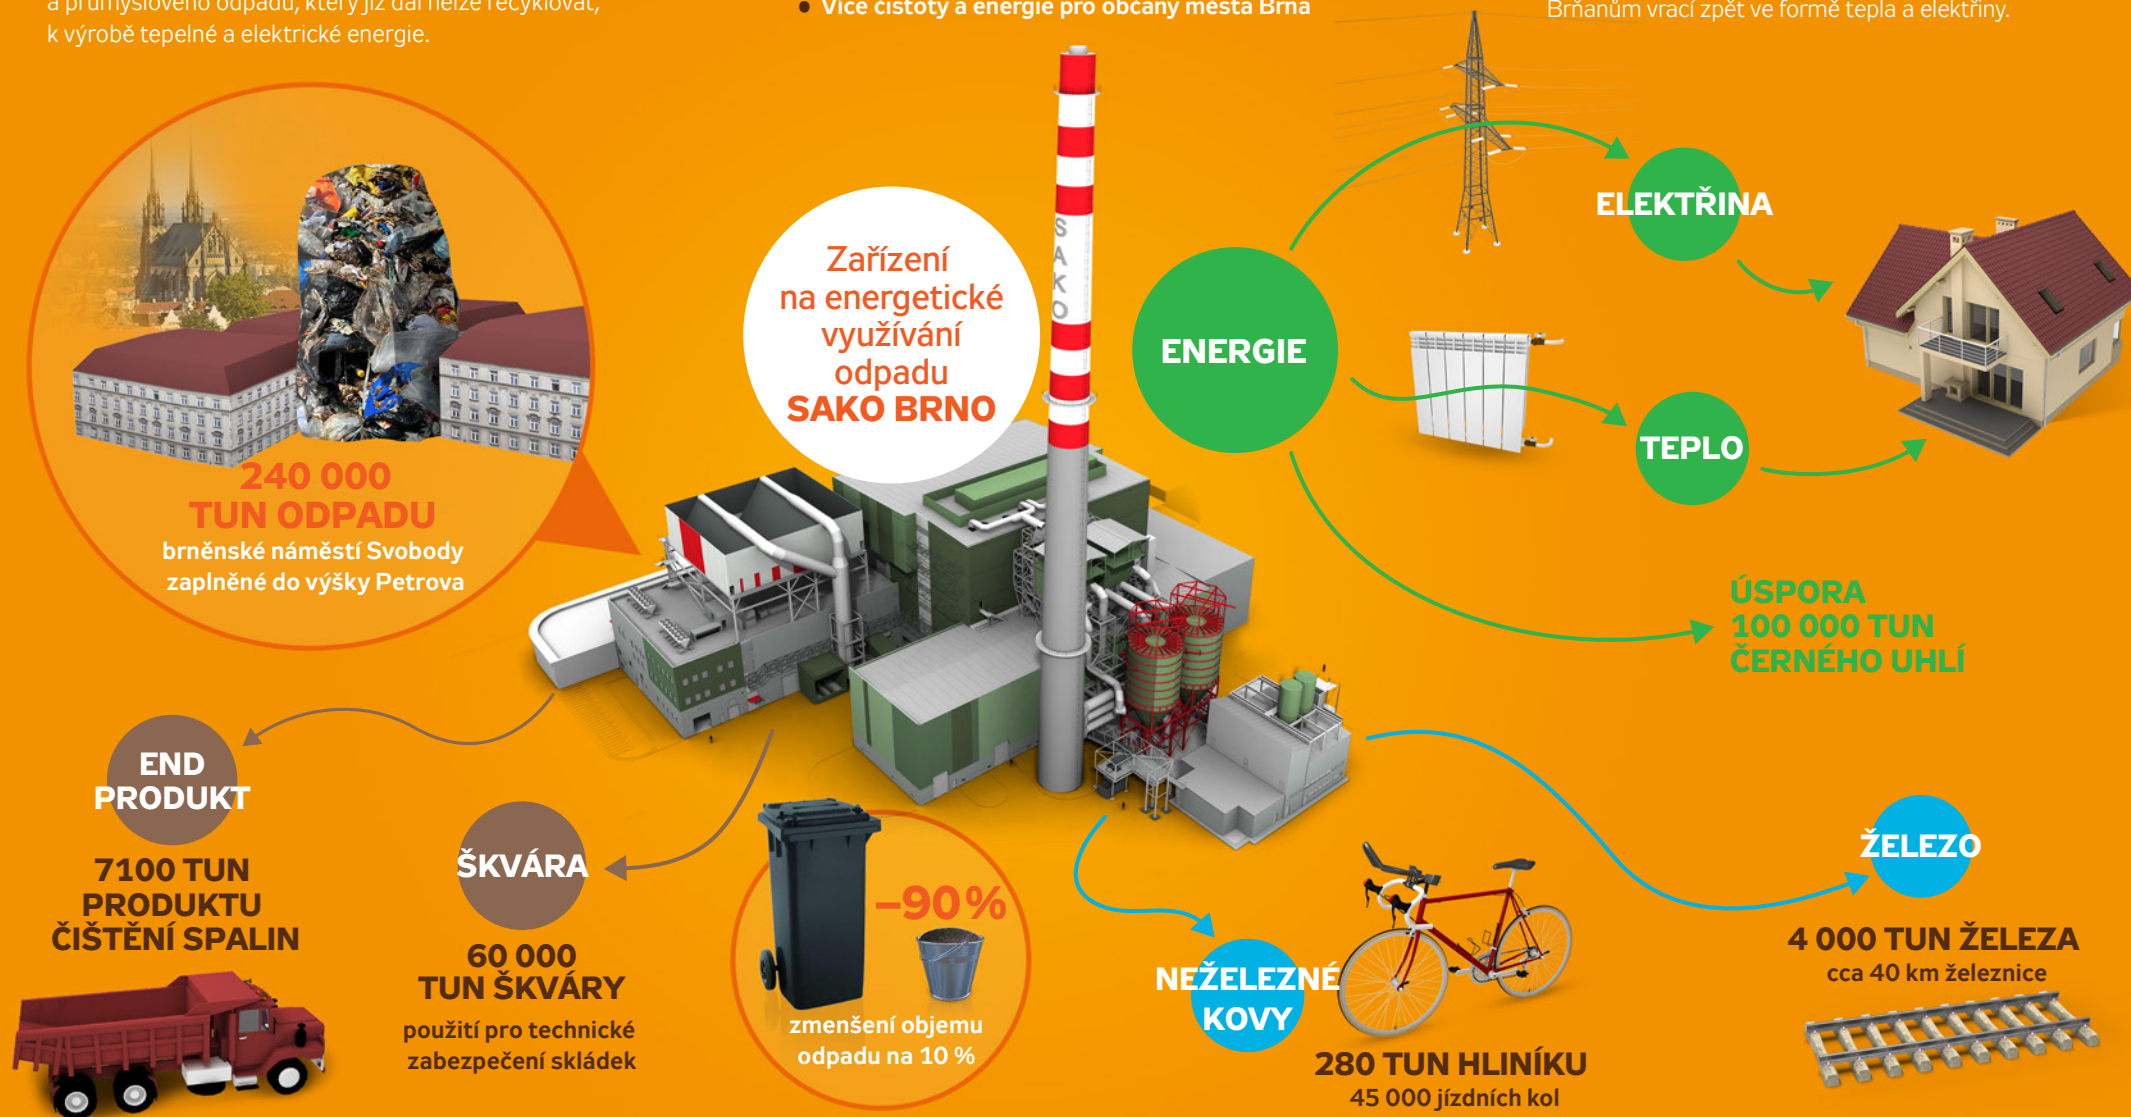 a průmyslového odpadu, který již dál nelze recyklovat,
k výrobě tepelné a elektrické energie.
• Více čistoty a energie pro občany města Brna
Brňanům vrací zpět ve formě tepla a elektřiny.
Zařízení
na energetické
využívání
odpadu
SAKO BRNO
SAKO
ENERGIE
ELEKTŘINA
TEPLO
ÚSPORA
100 000 TUN
ČERNÉHO UHLÍ
240 000
TUN ODPADU
brněnské náměstí Svobody
zaplněné do výšky Petrova
END
PRODUKT
7100 TUN
PRODUKTU
ČIŠTĚNÍ SPALIN
ŠKVÁRA
60 000
TUN ŠKVÁRY
použití pro technické
zabezpečení skládek
–90 %
zmenšení objemu
odpadu na 10 %
NEŽELEZNÉ
KOVY
280 TUN HLINÍKU
45 000 jízdních kol
ŽELEZO
4 000 TUN ŽELEZA
cca 40 km železnice